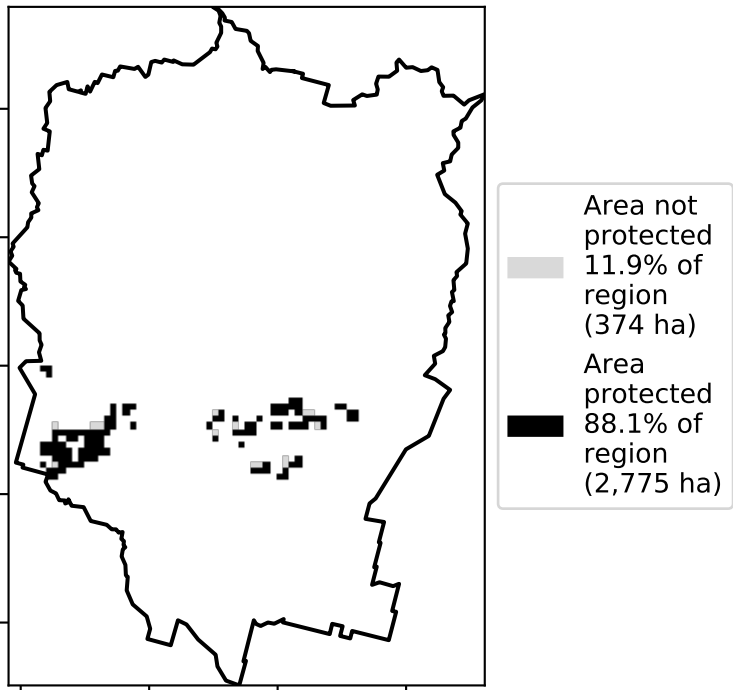 Area not
protected
11.9% of
region
(374 ha)
Area
protected
88.1% of
region
(2,775 ha)